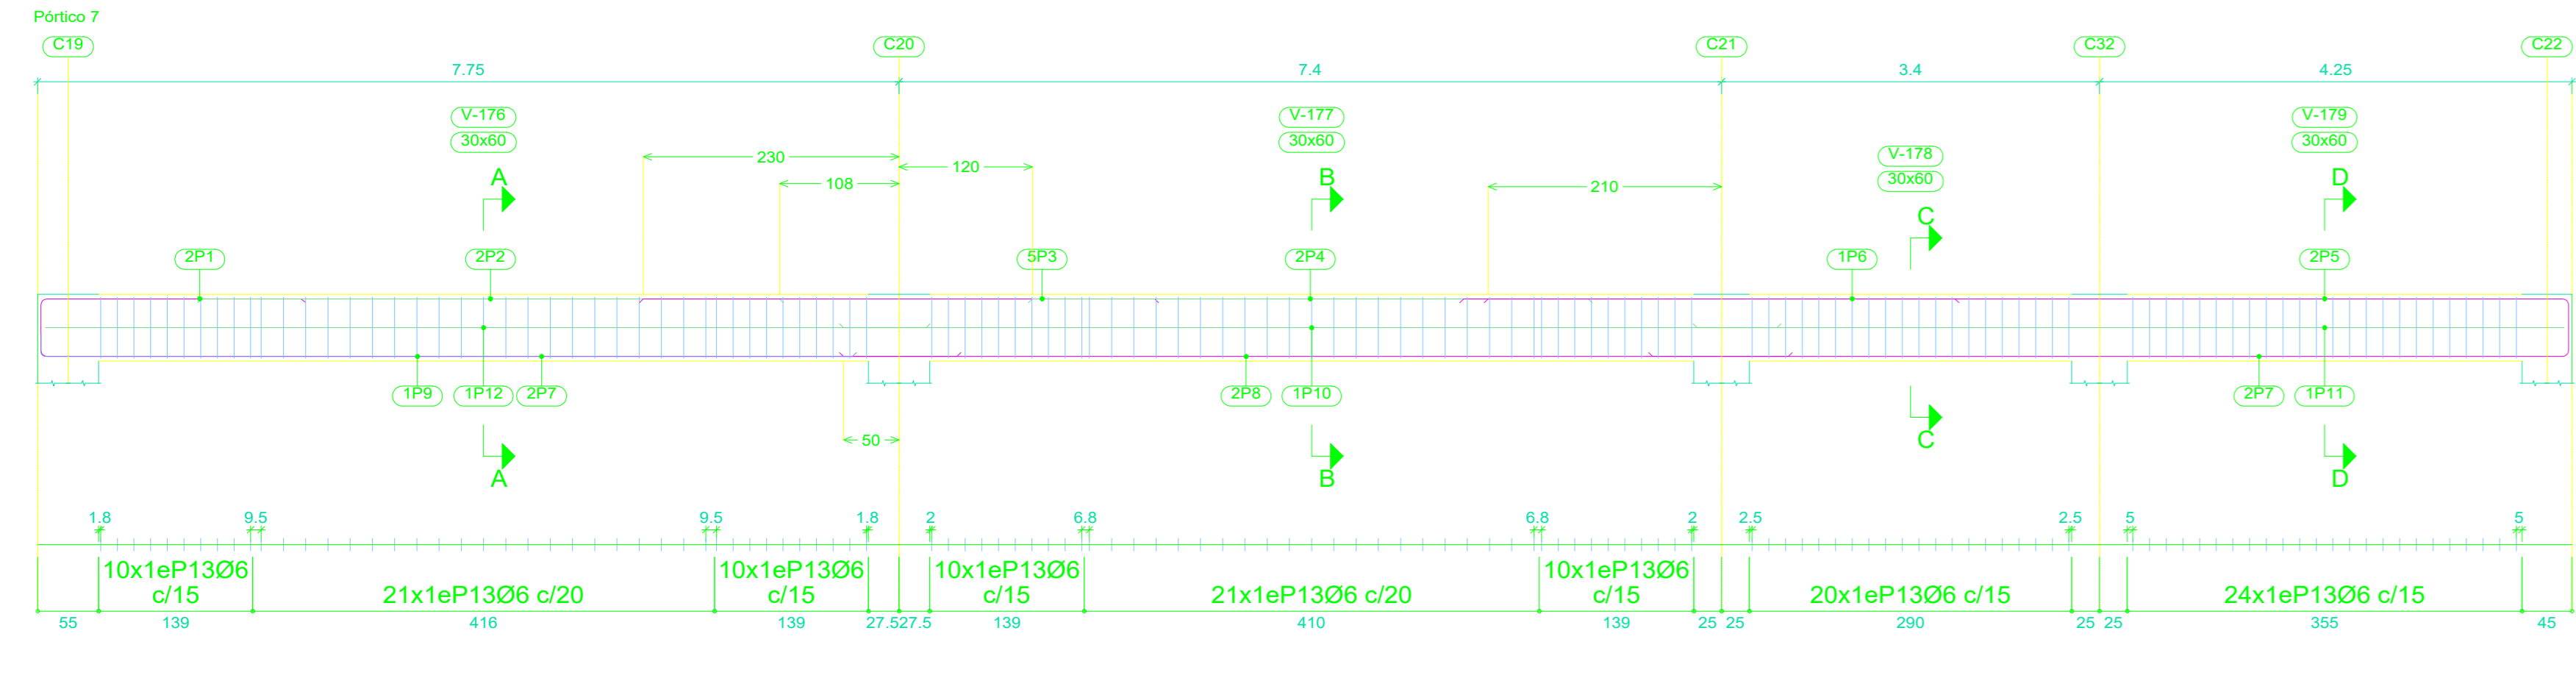 Pórtico 7
C19 C20 C21 C32 C22
7.75 7.4 3.4 4.25
V-176 V-177 V-179
30x60 30x60 30x60
V-178
30x60
230 120 108 210
A B D
C
2P1 2P2 5P3 2P4 1P6 2P5
1P9 1P12 2P7 2P8 1P10 2P7 1P11
50
C
A B D
1.8 9.5 9.5 1.8 2 6.8 6.8 2 2.5 2.5 5 5
10x1eP13Ø6 10x1eP13Ø6 10x1eP13Ø6 10x1eP13Ø6
c/15 21x1eP13Ø6 c/20 c/15 c/15 21x1eP13Ø6 c/20 c/15 20x1eP13Ø6 c/15 24x1eP13Ø6 c/15
55 139 416 139 27.5 27.5 139 410 139 25 25 290 25 25 355 45